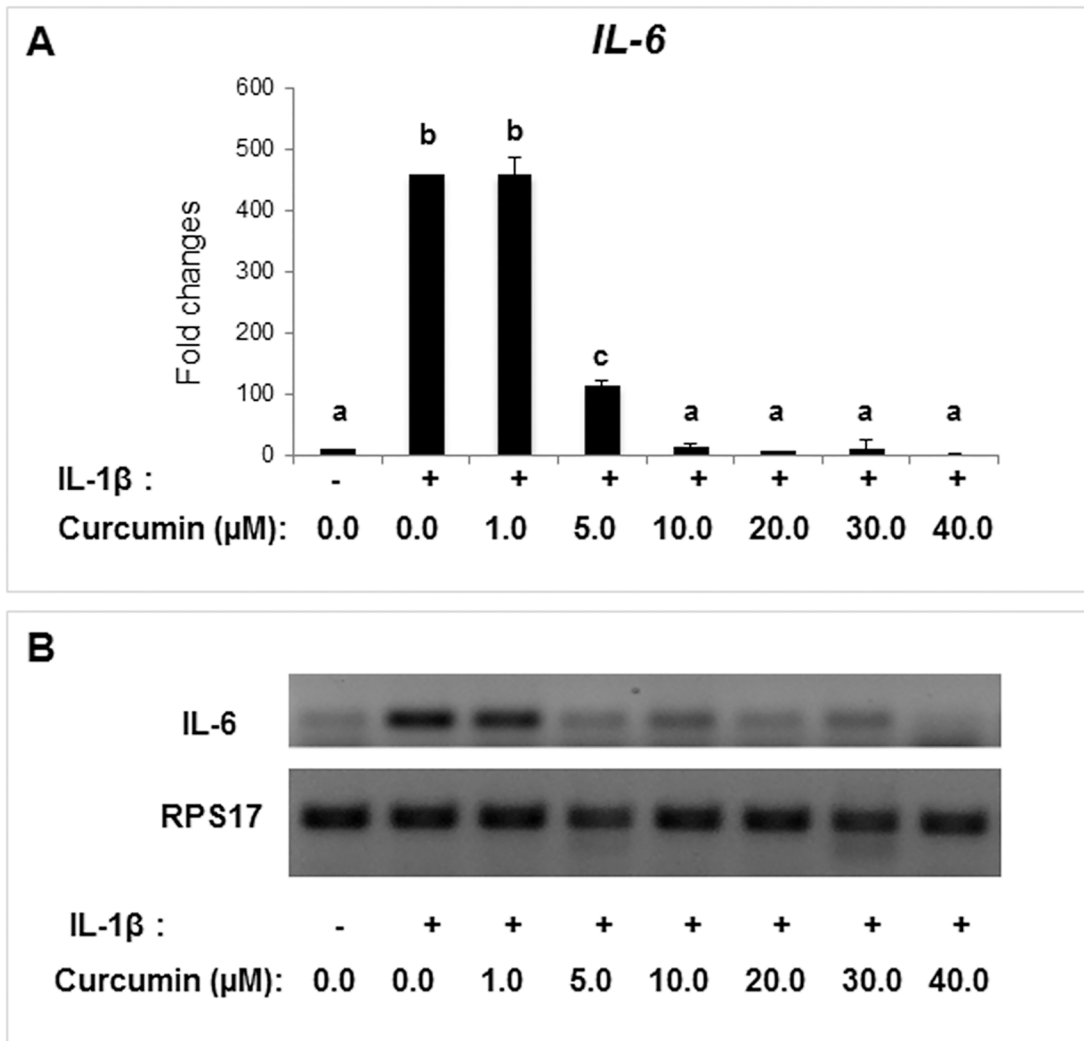 A
IL-6
600
500
400
300
200
100
0
Fold changes
a b b c a a a a
IL-1β : - + + + + + + +
Curcumin (µM): 0.0 0.0 1.0 5.0 10.0 20.0 30.0 40.0
B
IL-6
RPS17
IL-1β : - + + + + + + +
Curcumin (µM): 0.0 0.0 1.0 5.0 10.0 20.0 30.0 40.0